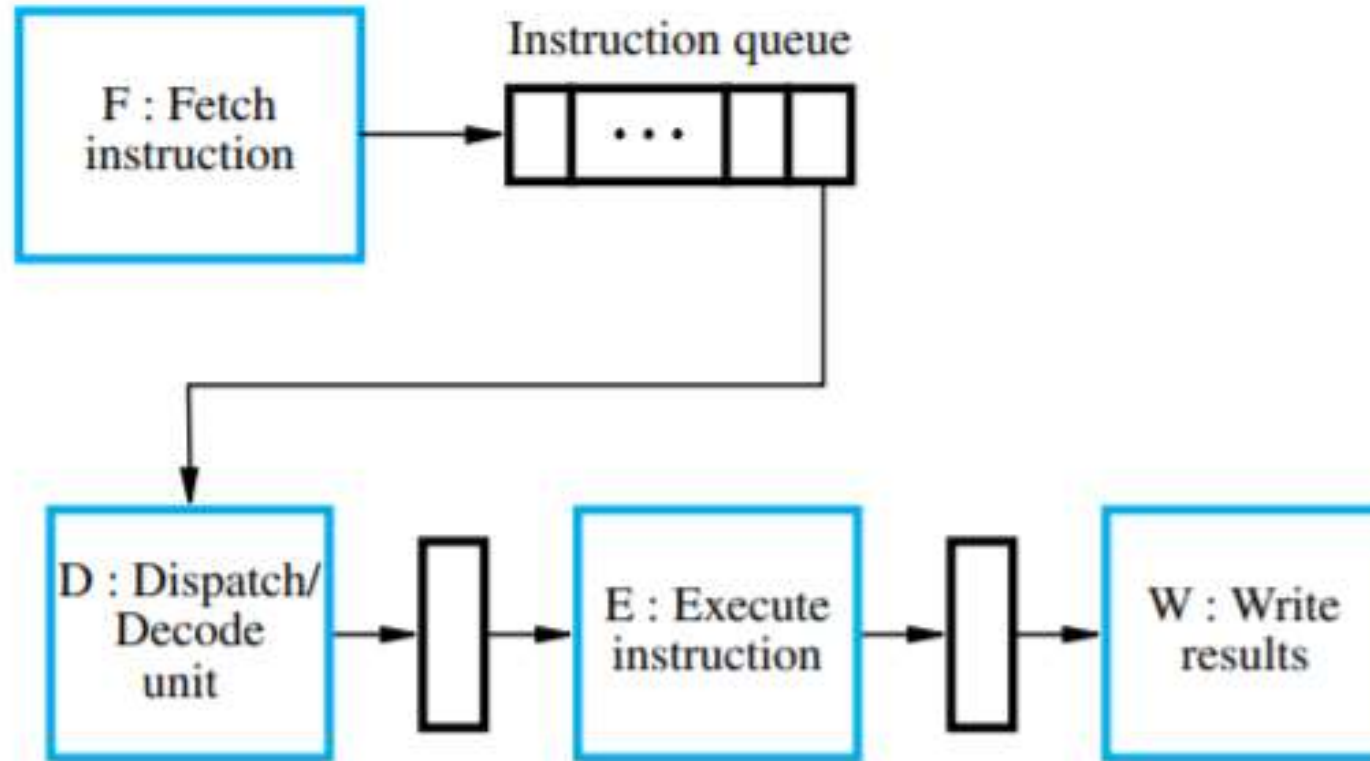 Instruction queue
F : Fetch
instruction
D : Dispatch/
Decode
unit
E : Execute
instruction
W : Write
results